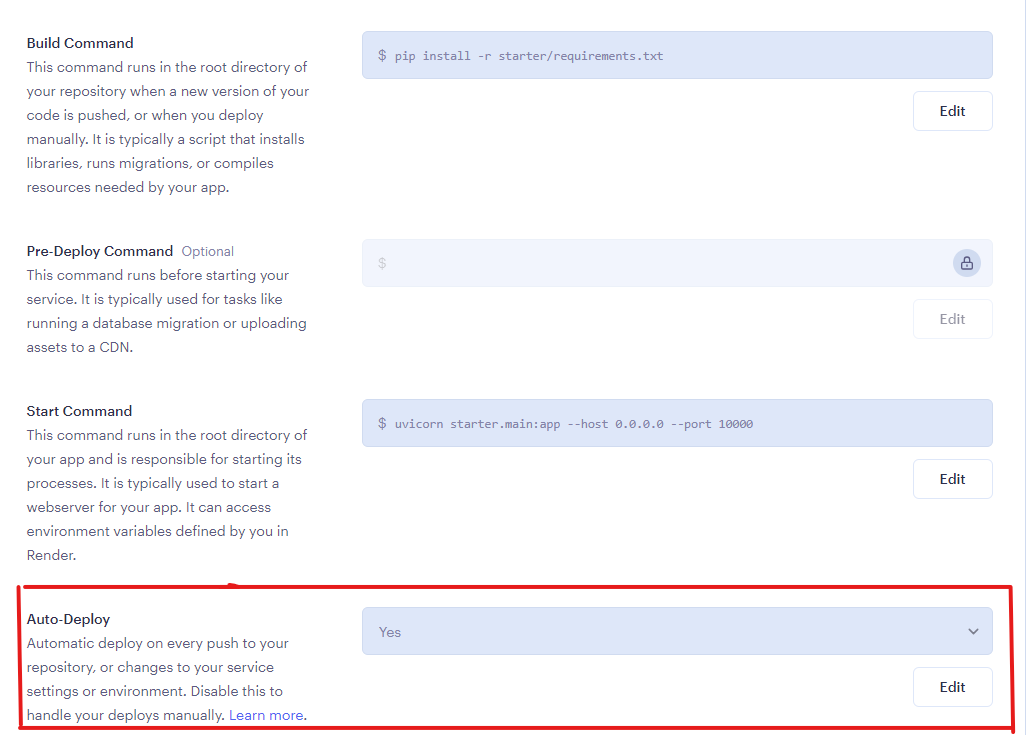 Build Command
This command runs in the root directory of
your repository when a new version of your
code is pushed, or when you deploy
manually. It is typically a script that installs
libraries, runs migrations, or compiles
resources needed by your app.
$ pip install -r starter/requirements.txt
Edit
Pre-Deploy Command Optional
This command runs before starting your
service. It is typically used for tasks like
running a database migration or uploading
assets to a CDN.
$
Edit
Start Command
This command runs in the root directory of
your app and is responsible for starting its
processes. It is typically used to start a
webserver for your app. It can access
environment variables defined by you in
Render.
$ uvicorn starter.main:app --host 0.0.0.0 --port 10000
Edit
Auto-Deploy
Automatic deploy on every push to your
repository, or changes to your service
settings or environment. Disable this to
handle your deploys manually. Learn more.
Yes
Edit